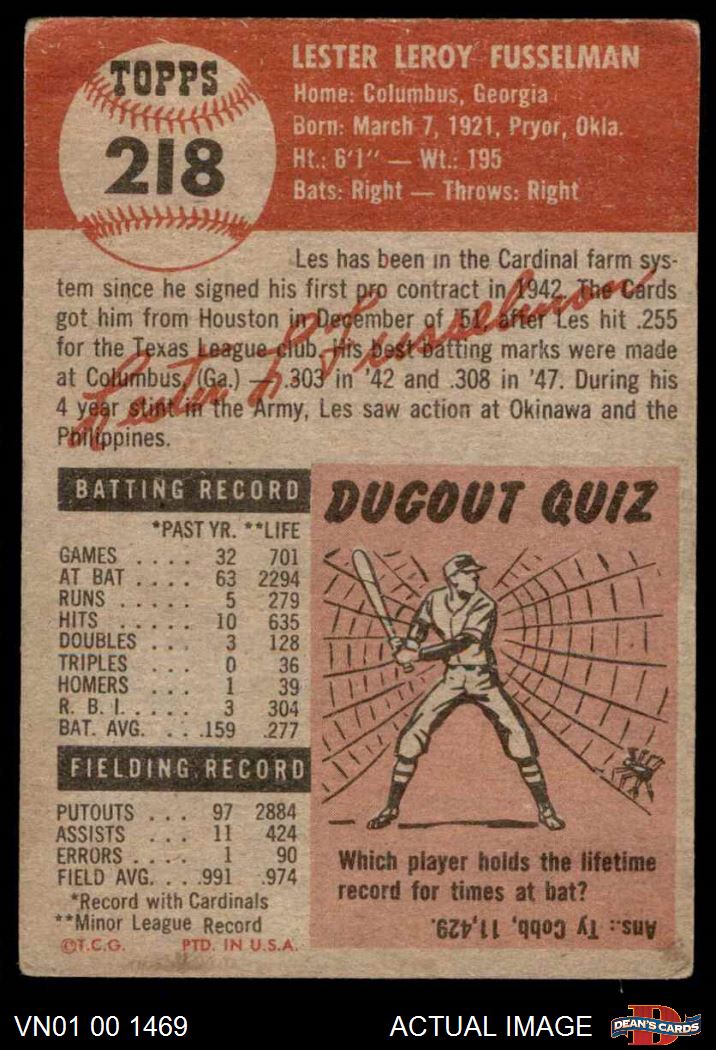 TOPPS
218
LESTER LEROY FUSSELMAN
Home: Columbus, Georgia
Born: March 7, 1921, Pryor, Okla.
Ht.: 6'1" — Wt.: 195
Bats: Right — Throws: Right
Les has been in the Cardinal farm sys-
tem since he signed his first pro contract in 1942. The Cards
got him from Houston in December of '51, after Les hit .255
for the Texas League club. His best batting marks were made
at Columbus, (Ga.) — .303 in '42 and .308 in '47. During his
4 year stint in the Army, Les saw action at Okinawa and the
Philippines.
Lester L. Fusselman
BATTING RECORD
*PAST YR. **LIFE
GAMES .... 32 701
AT BAT .... 63 2294
RUNS ..... 5 279
HITS ..... 10 635
DOUBLES ... 3 128
TRIPLES ... 0 36
HOMERS ... 1 39
R. B. I. .... 3 304
BAT. AVG. ... .159 .277
FIELDING RECORD
PUTOUTS ... 97 2884
ASSISTS ... 11 424
ERRORS .... 1 90
FIELD AVG. ... .991 .974
*Record with Cardinals
**Minor League Record
©T.C.G. PTD. IN U.S.A.
DUGOUT QUIZ
Which player holds the lifetime
record for times at bat?
Ans.: Ty Cobb, 11,429.
VN01 00 1469 ACTUAL IMAGE
D
DEAN'S CARDS